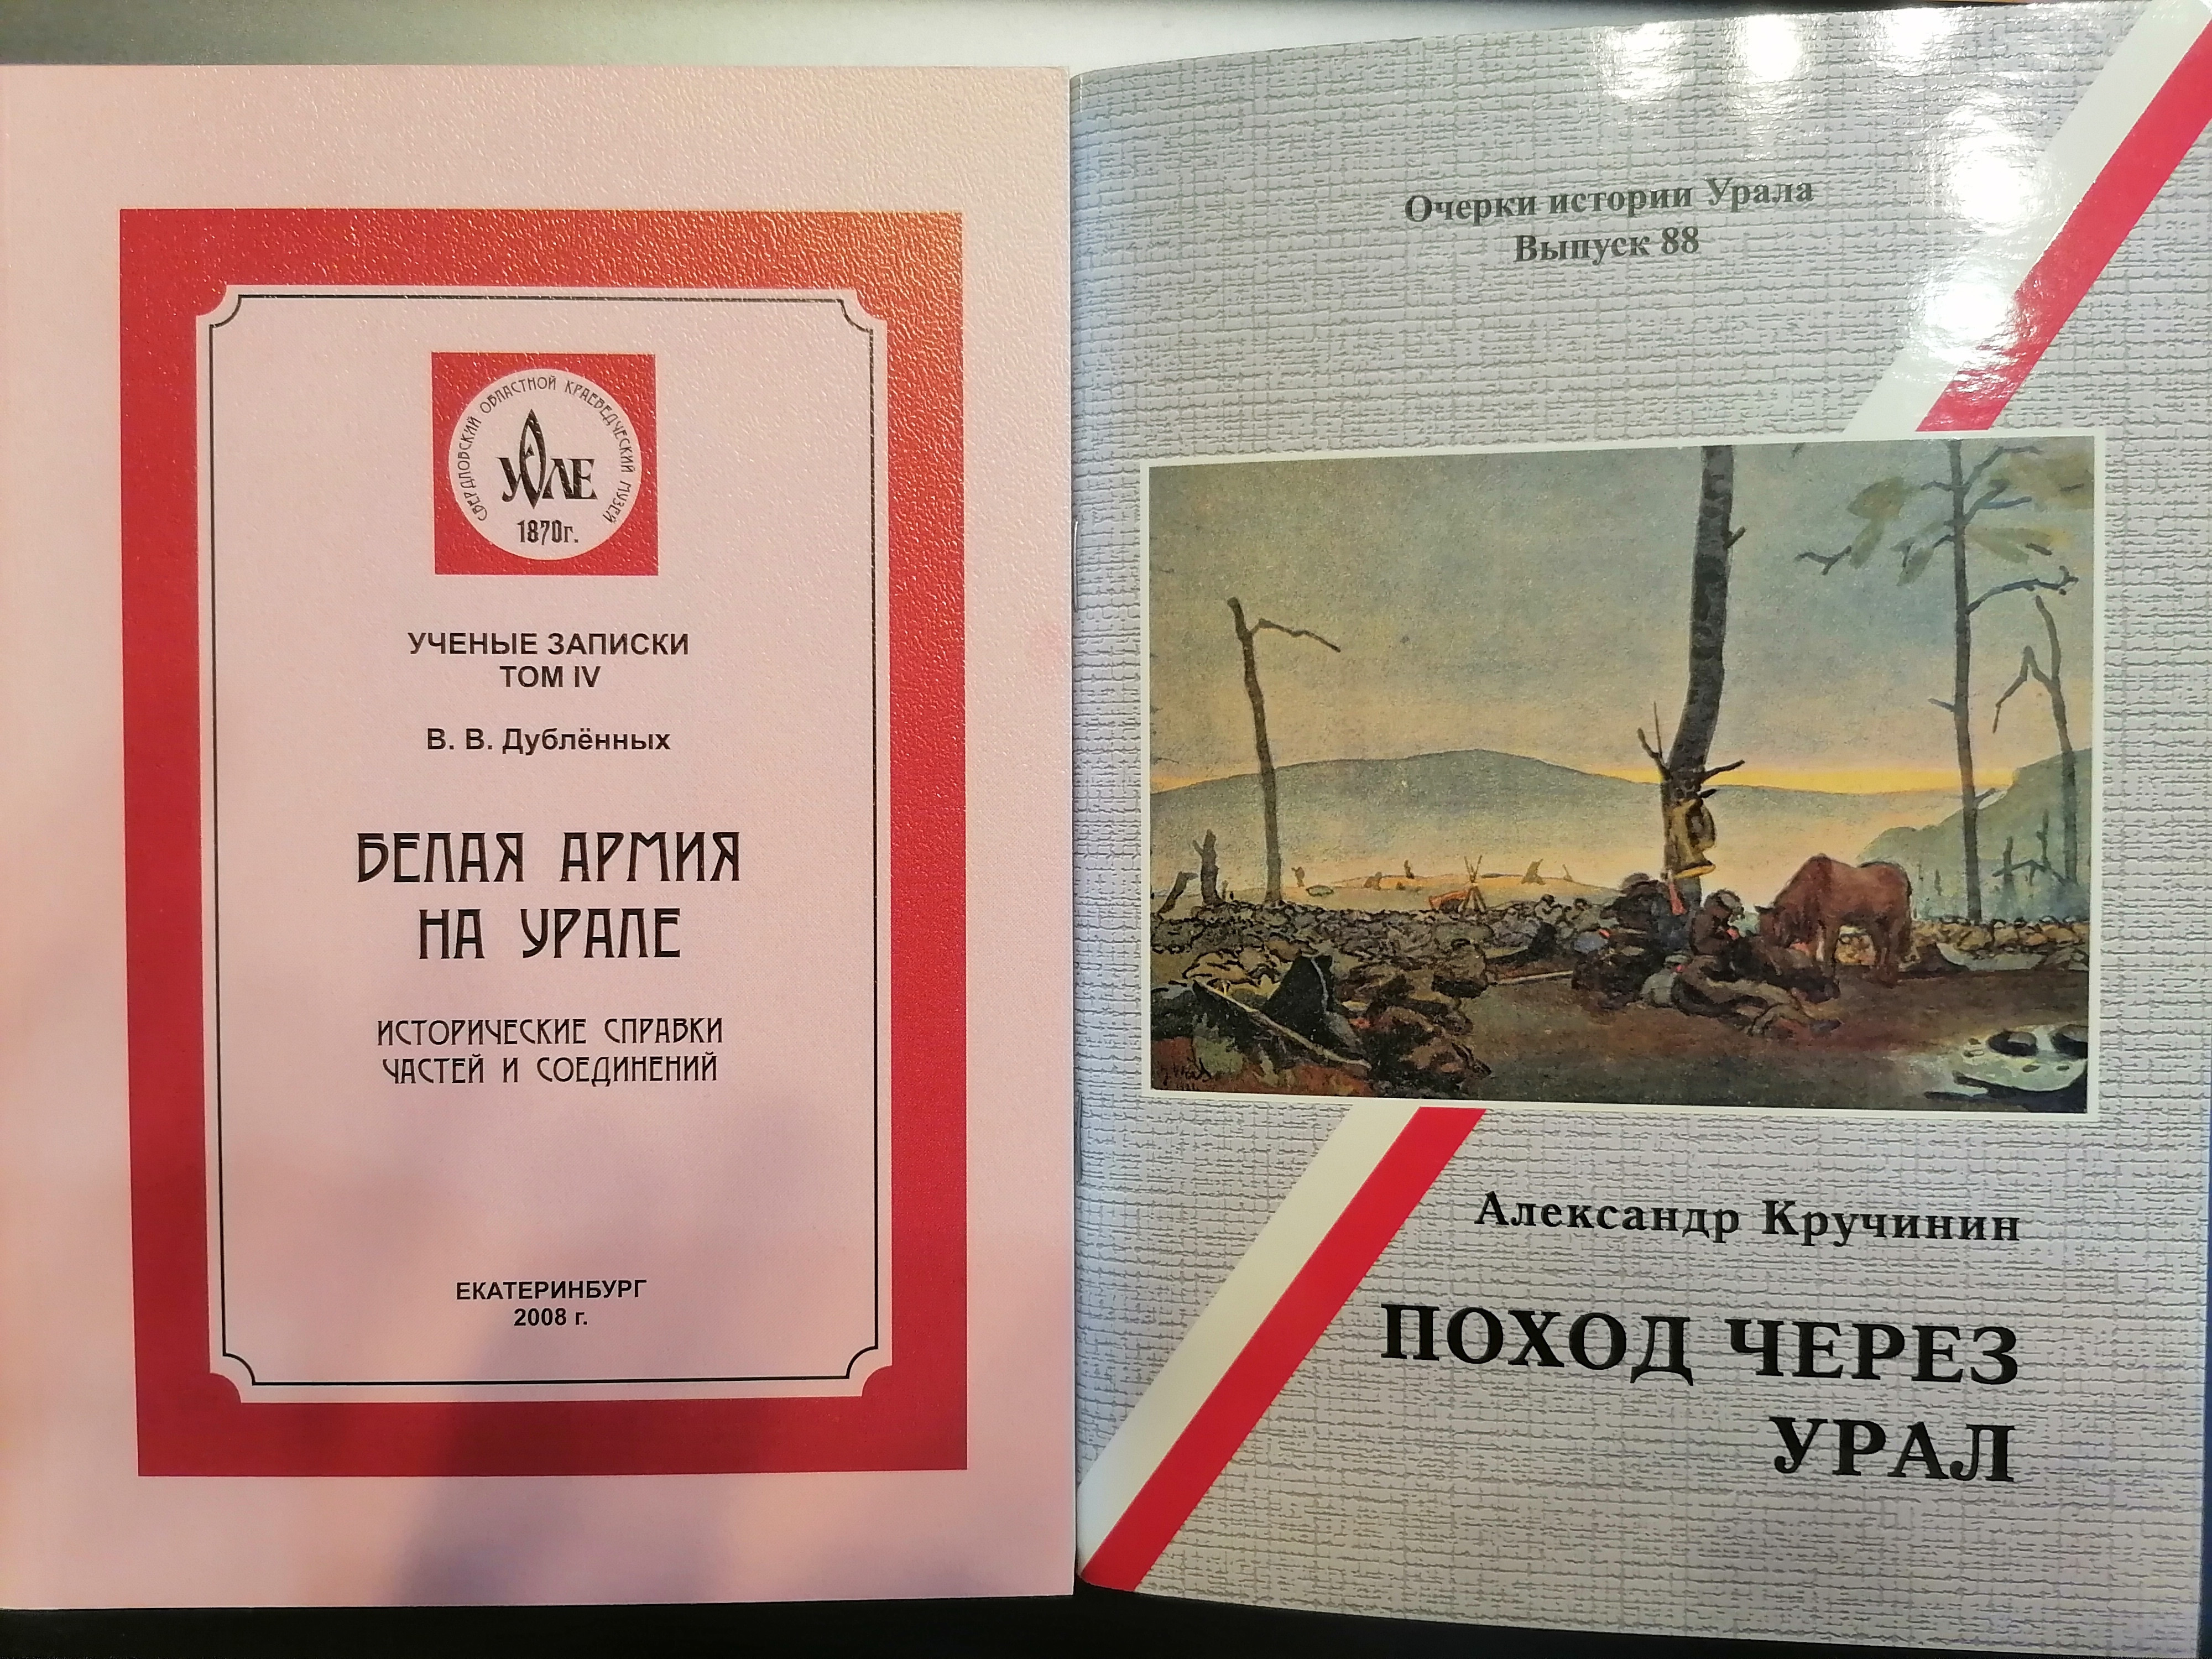 СВЕРДЛОВСКИЙ ОБЛАСТНОЙ КРАЕВЕДЧЕСКИЙ МУЗЕЙ
УОЛЕ
1870г.
УЧЕНЫЕ ЗАПИСКИ
ТОМ IV
В. В. Дублённых
БЕЛАЯ АРМИЯ
НА УРАЛЕ
ИСТОРИЧЕСКИЕ СПРАВКИ
ЧАСТЕЙ И СОЕДИНЕНИЙ
ЕКАТЕРИНБУРГ
2008 г.
Очерки истории Урала
Выпуск 88
Александр Кручинин
ПОХОД ЧЕРЕЗ
УРАЛ